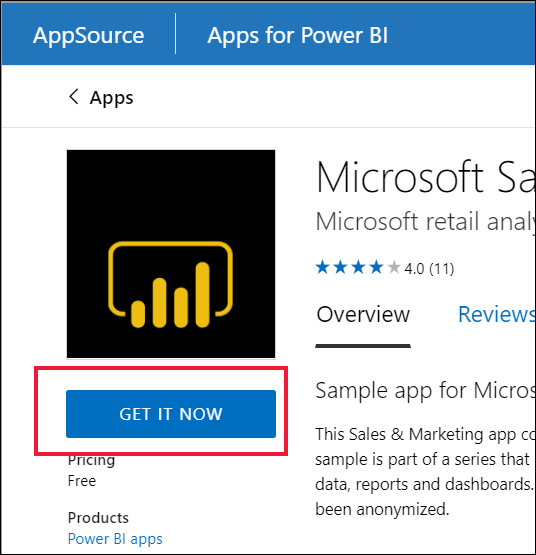 AppSource Apps for Power BI
Apps
Microsoft Sa
Microsoft retail analy
4.0 (11)
Overview Reviews
GET IT NOW
Pricing
Free
Products
Power BI apps
Sample app for Micros
This Sales & Marketing app co
sample is part of a series that
data, reports and dashboards.
been anonymized.